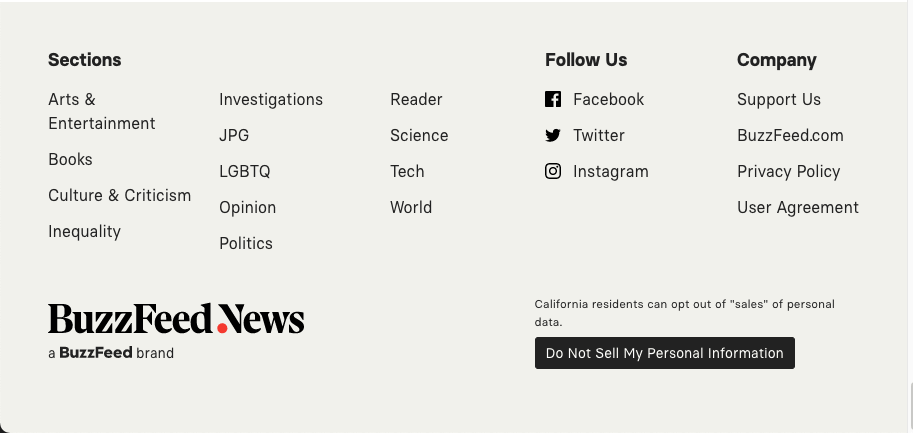 Sections
Arts &
Entertainment
Books
Culture & Criticism
Inequality
Investigations
JPG
LGBTQ
Opinion
Politics
Reader
Science
Tech
World
Follow Us
Facebook
Twitter
Instagram
Company
Support Us
BuzzFeed.com
Privacy Policy
User Agreement
BuzzFeed.News
a BuzzFeed brand
California residents can opt out of "sales" of personal
data.
Do Not Sell My Personal Information